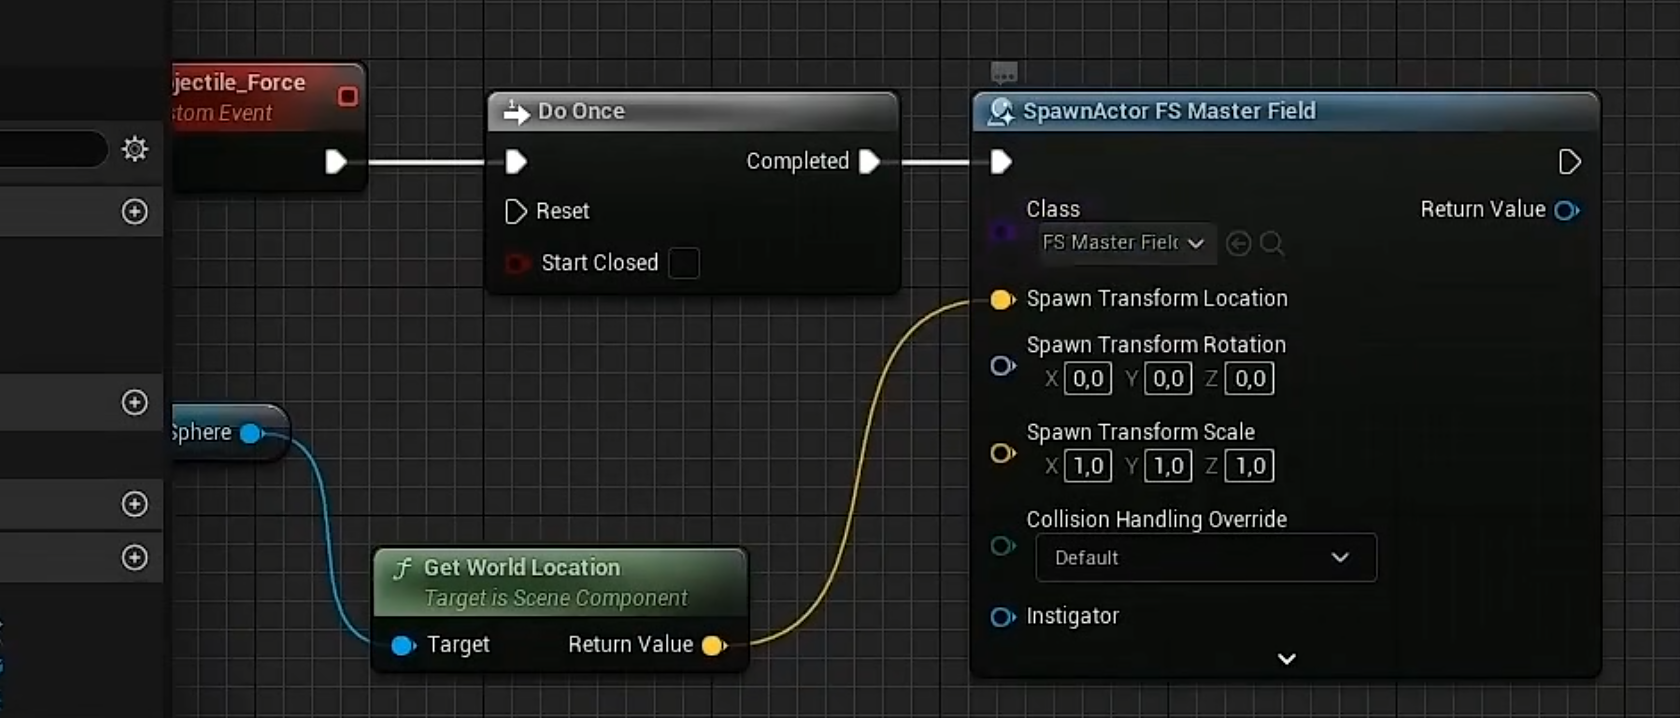 jectile_Force
stom Event
Do Once
Completed
Reset
Start Closed
SpawnActor FS Master Field
Class
FS Master Fiel
Return Value
Spawn Transform Location
Spawn Transform Rotation
X 0,0 Y 0,0 Z 0,0
Spawn Transform Scale
X 1,0 Y 1,0 Z 1,0
Collision Handling Override
Default
Instigator
Sphere
f Get World Location
Target is Scene Component
Target Return Value